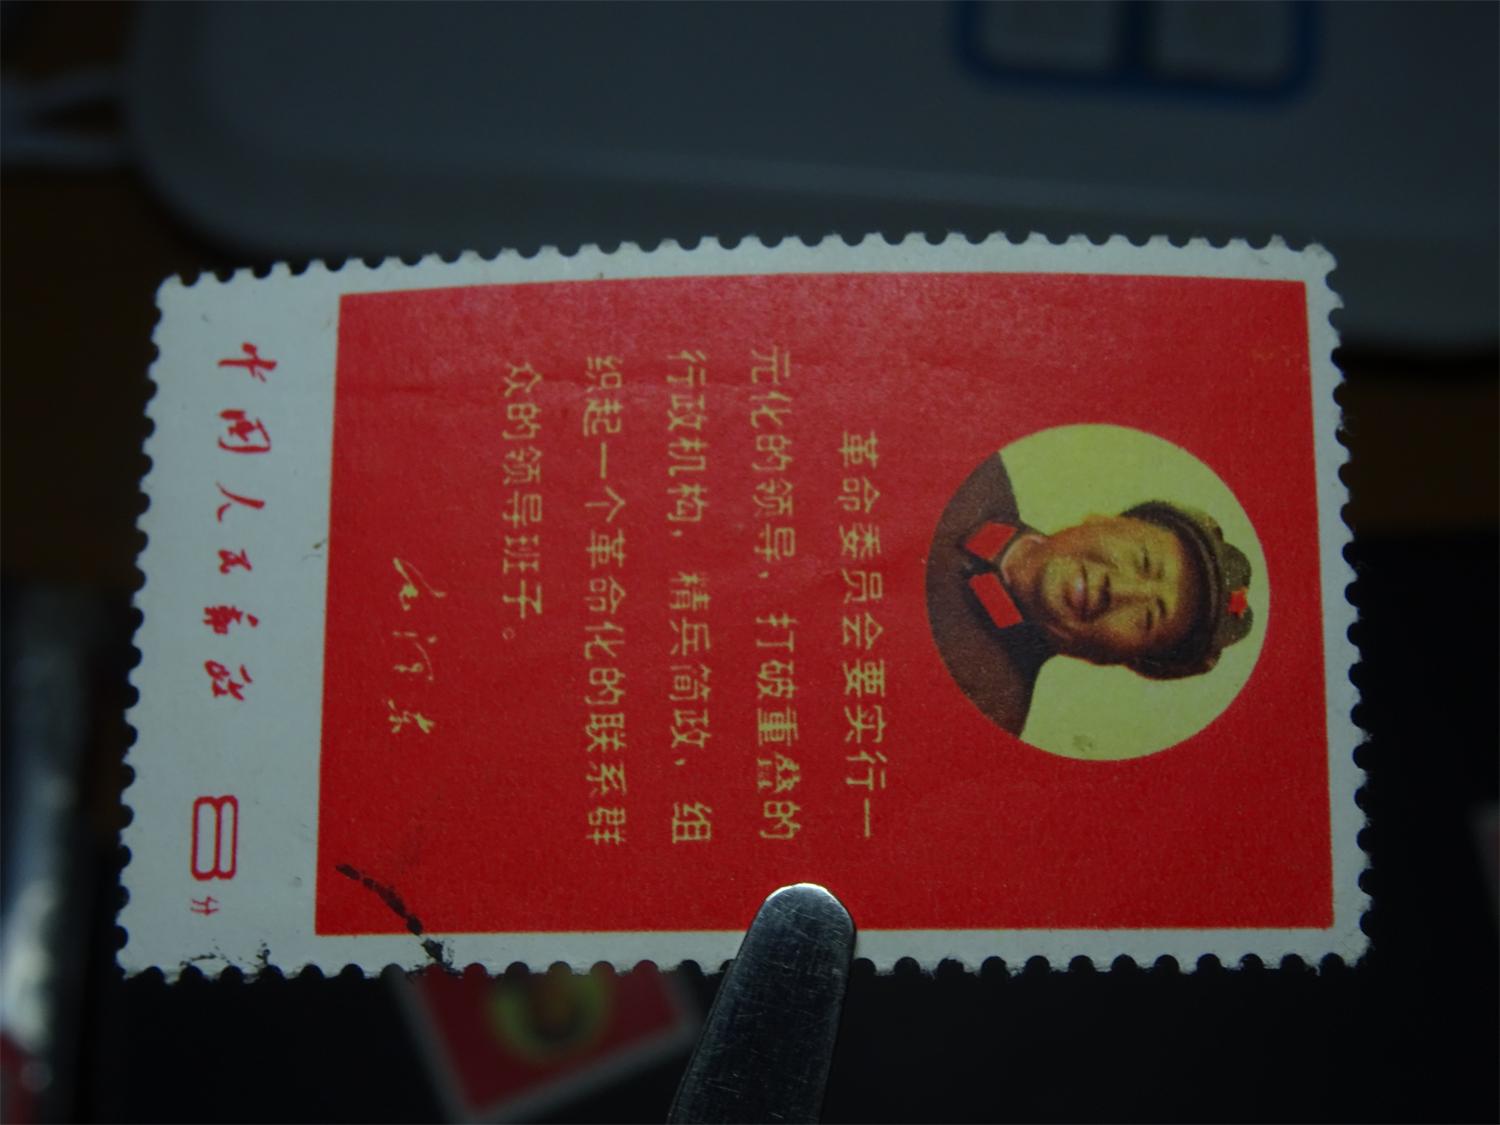 革命委员会要实行一
元化的领导，打破重叠的
行政机构，精兵简政，组
织起一个革命化的联系群
众的领导班子。
毛泽东
中国人民邮政
8分